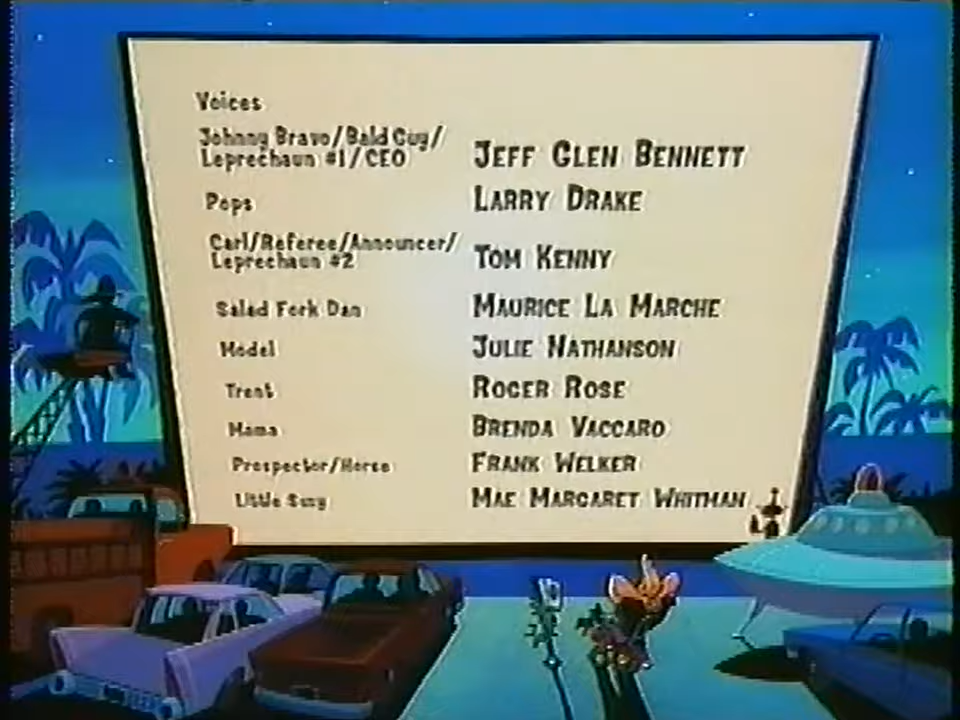 Voices
Johnny Bravo/Bald Guy/
Leprechaun #1/CEO JEFF GLEN BENNETT
Pops LARRY DRAKE
Carl/Referee/Announcer/
Leprechaun #2 TOM KENNY
Salad Fork Dan MAURICE LA MARCHE
Model JULIE NATHANSON
Trent ROGER ROSE
Mama BRENDA VACCARO
Prospector/Horse FRANK WELKER
Little Suzy MAE MARGARET WHITMAN